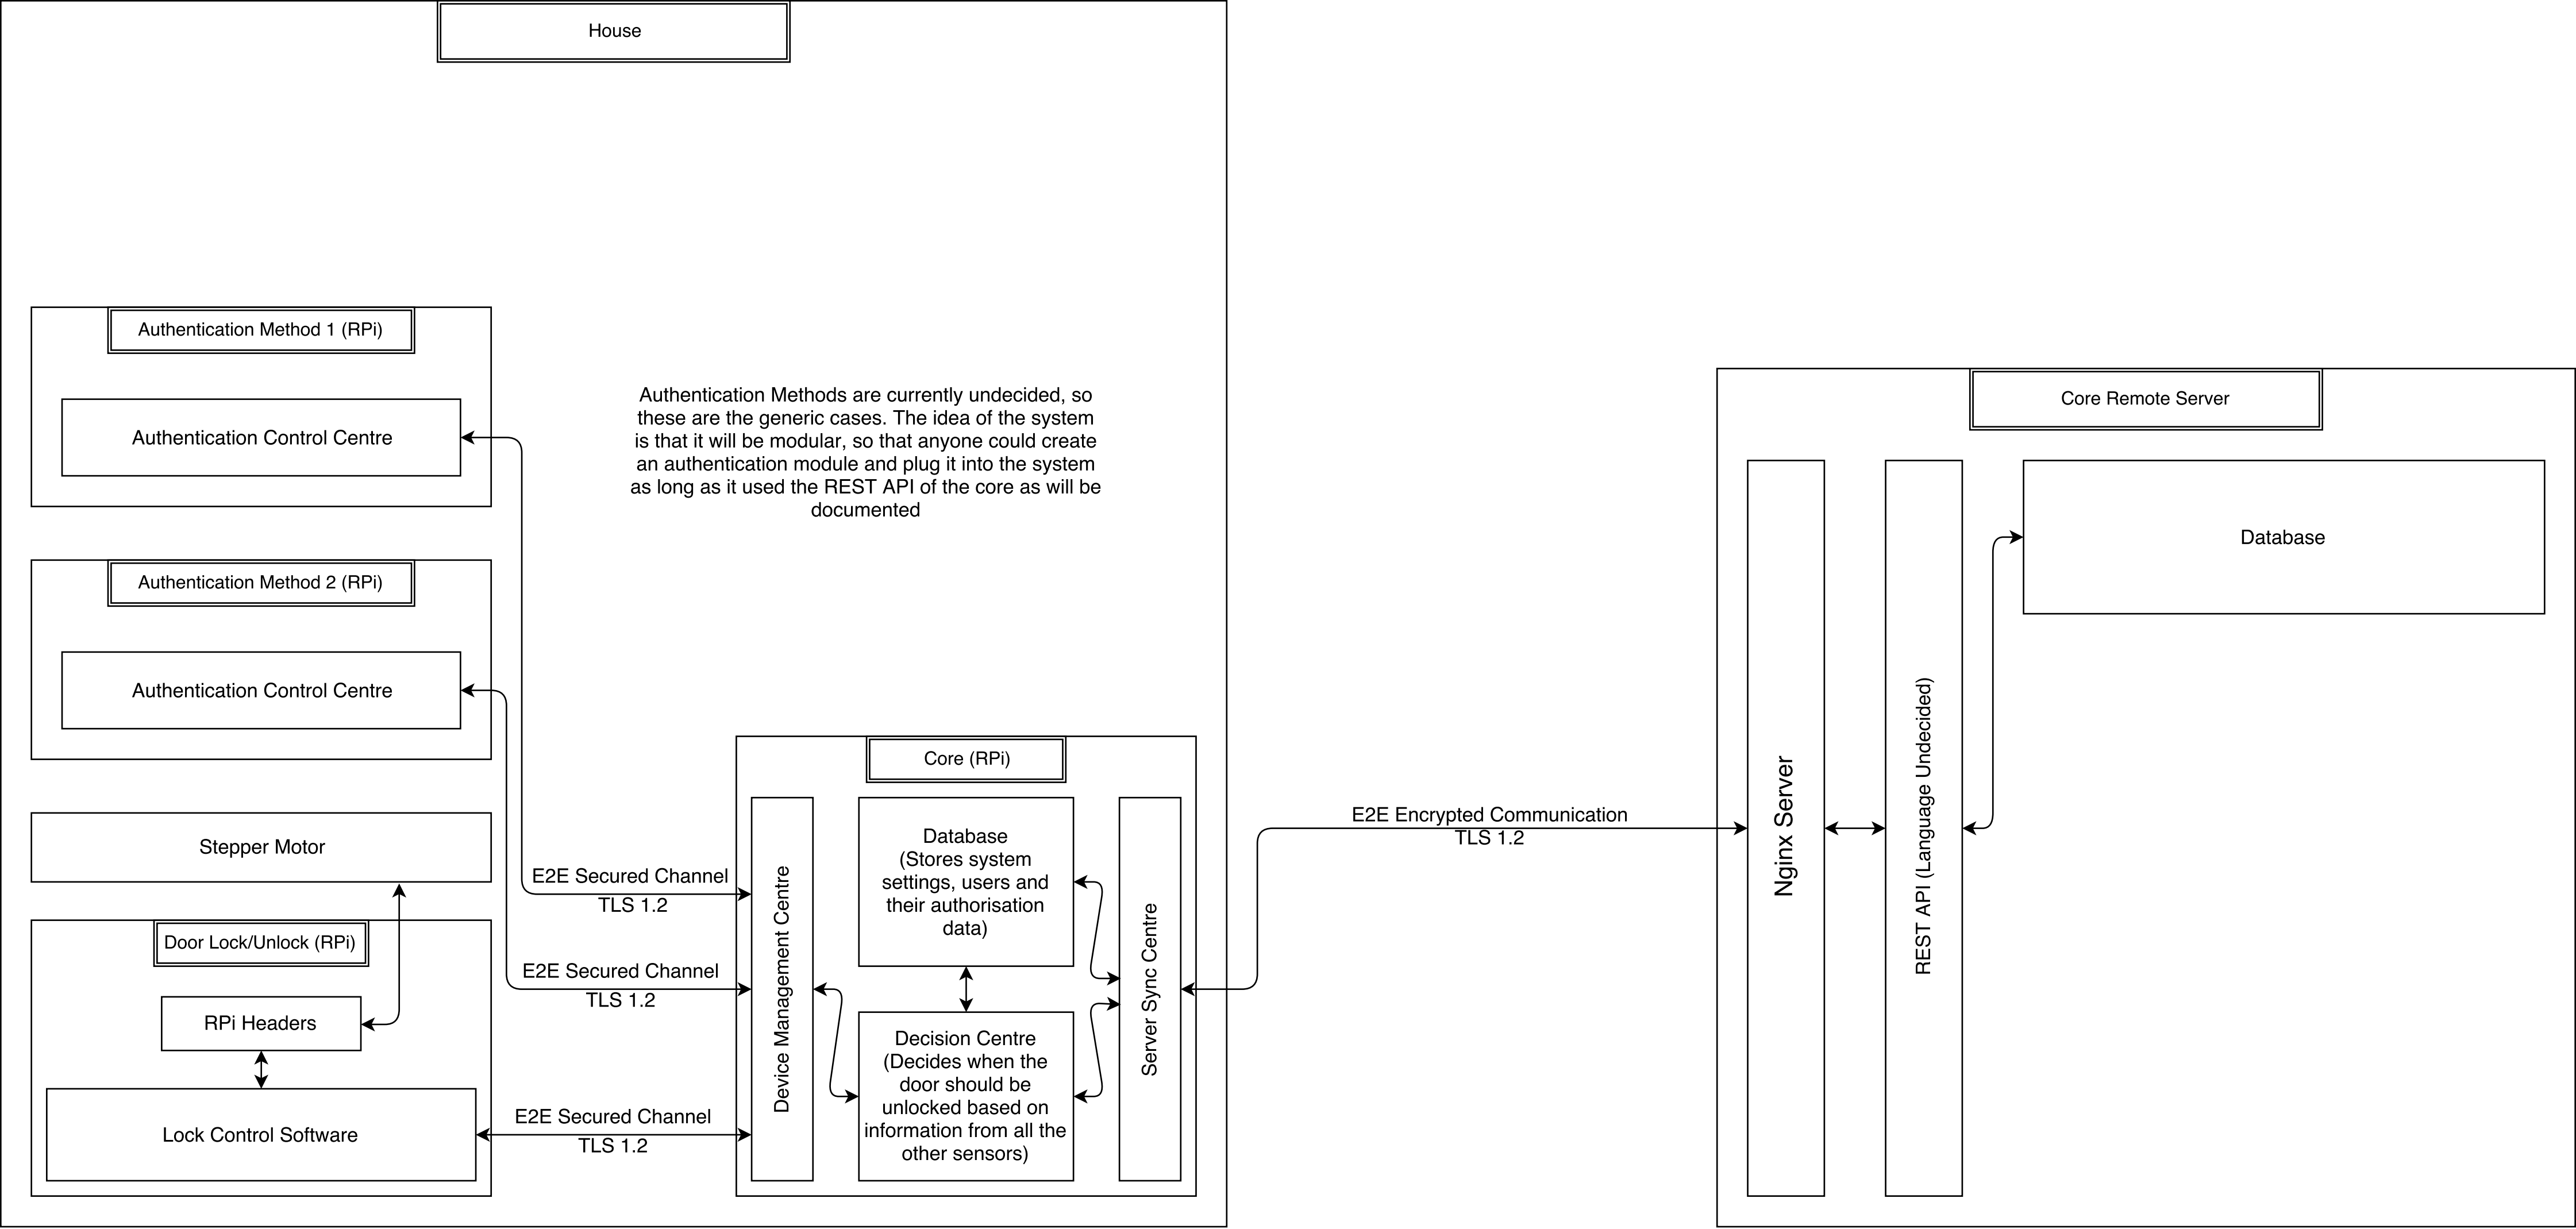 House
Authentication Method 1 (RPi)
Authentication Control Centre
Authentication Methods are currently undecided, so
these are the generic cases. The idea of the system
is that it will be modular, so that anyone could create
an authentication module and plug it into the system
as long as it used the REST API of the core as will be
documented
Authentication Method 2 (RPi)
Authentication Control Centre
Stepper Motor
Door Lock/Unlock (RPi)
RPi Headers
Lock Control Software
E2E Secured Channel
TLS 1.2
E2E Secured Channel
TLS 1.2
E2E Secured Channel
TLS 1.2
Core (RPi)
Device Management Centre
Database
(Stores system
settings, users and
their authorisation
data)
Decision Centre
(Decides when the
door should be
unlocked based on
information from all the
other sensors)
Server Sync Centre
E2E Encrypted Communication
TLS 1.2
Core Remote Server
Nginx Server
REST API (Language Undecided)
Database